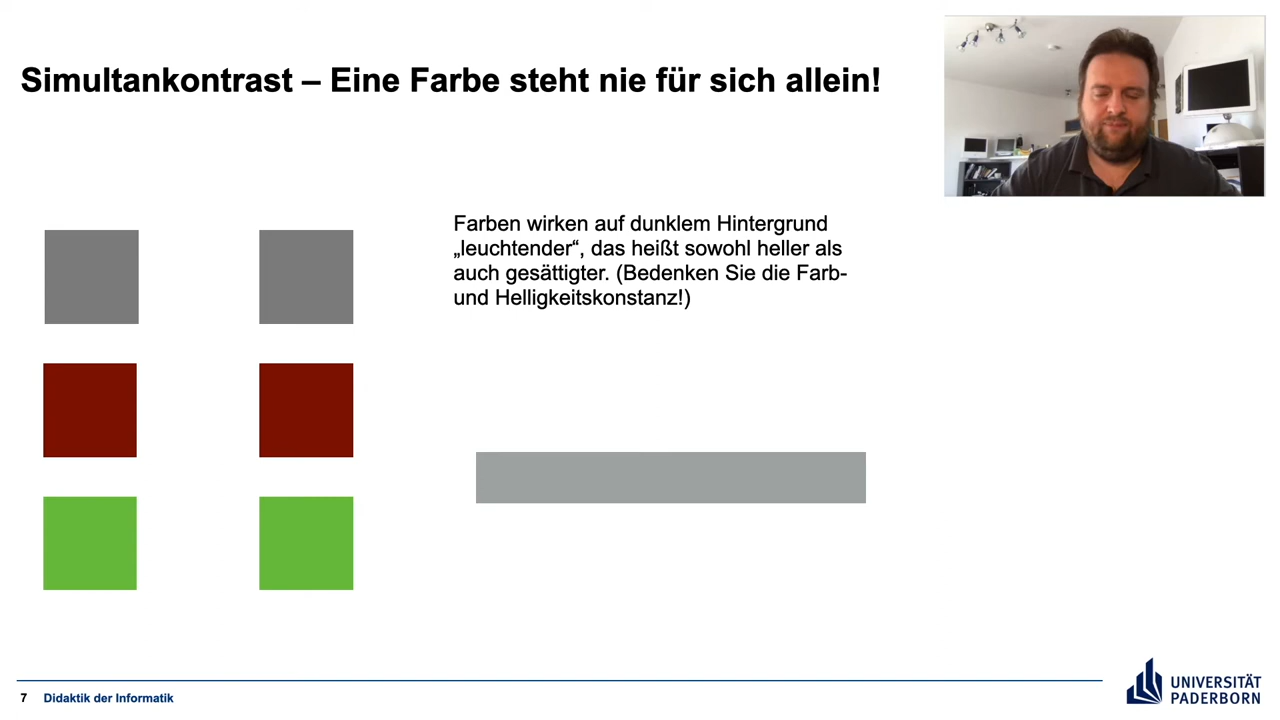 Simultankontrast – Eine Farbe steht nie für sich allein!
Farben wirken auf dunklem Hintergrund
„leuchtender“, das heißt sowohl heller als
auch gesättigter. (Bedenken Sie die Farb-
und Helligkeitskonstanz!)
7 Didaktik der Informatik
UNIVERSITÄT
PADERBORN